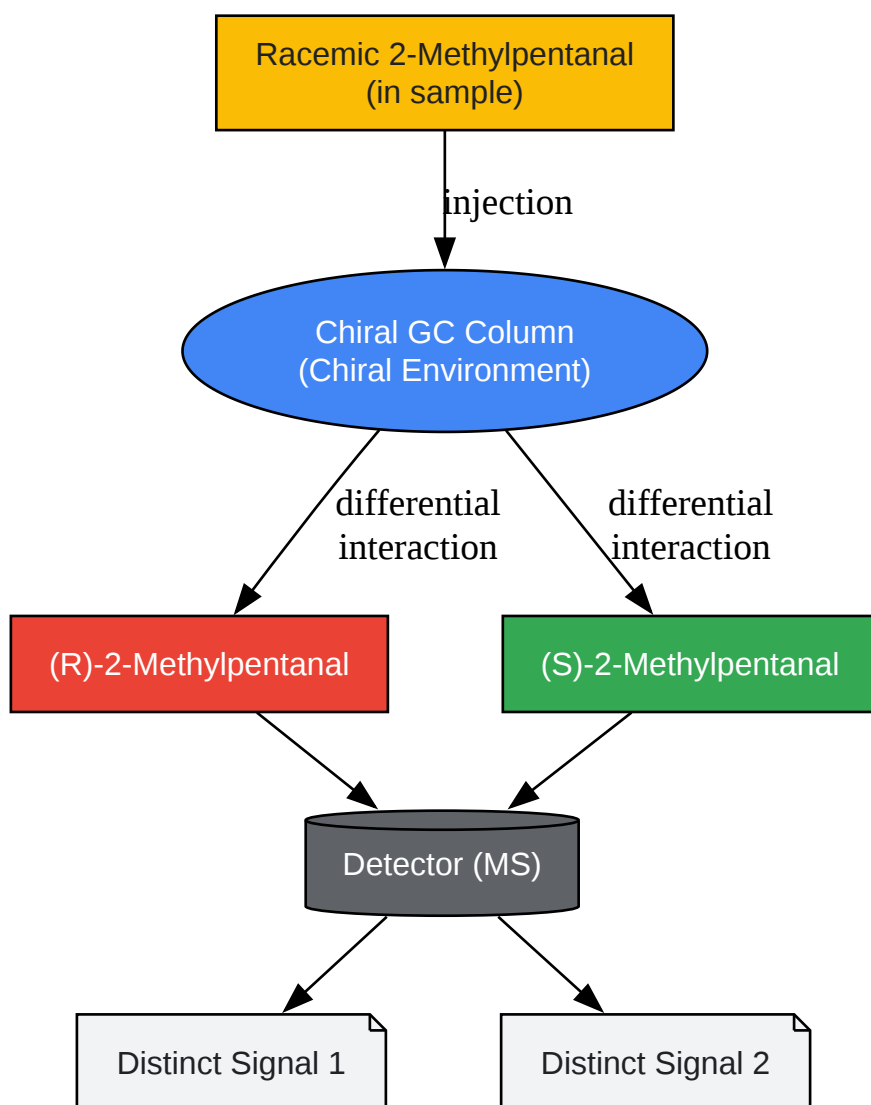 Racemic 2-Methylpentanal
(in sample)
injection
Chiral GC Column
(Chiral Environment)
differential
interaction
differential
interaction
(R)-2-Methylpentanal
(S)-2-Methylpentanal
Detector (MS)
Distinct Signal 1
Distinct Signal 2